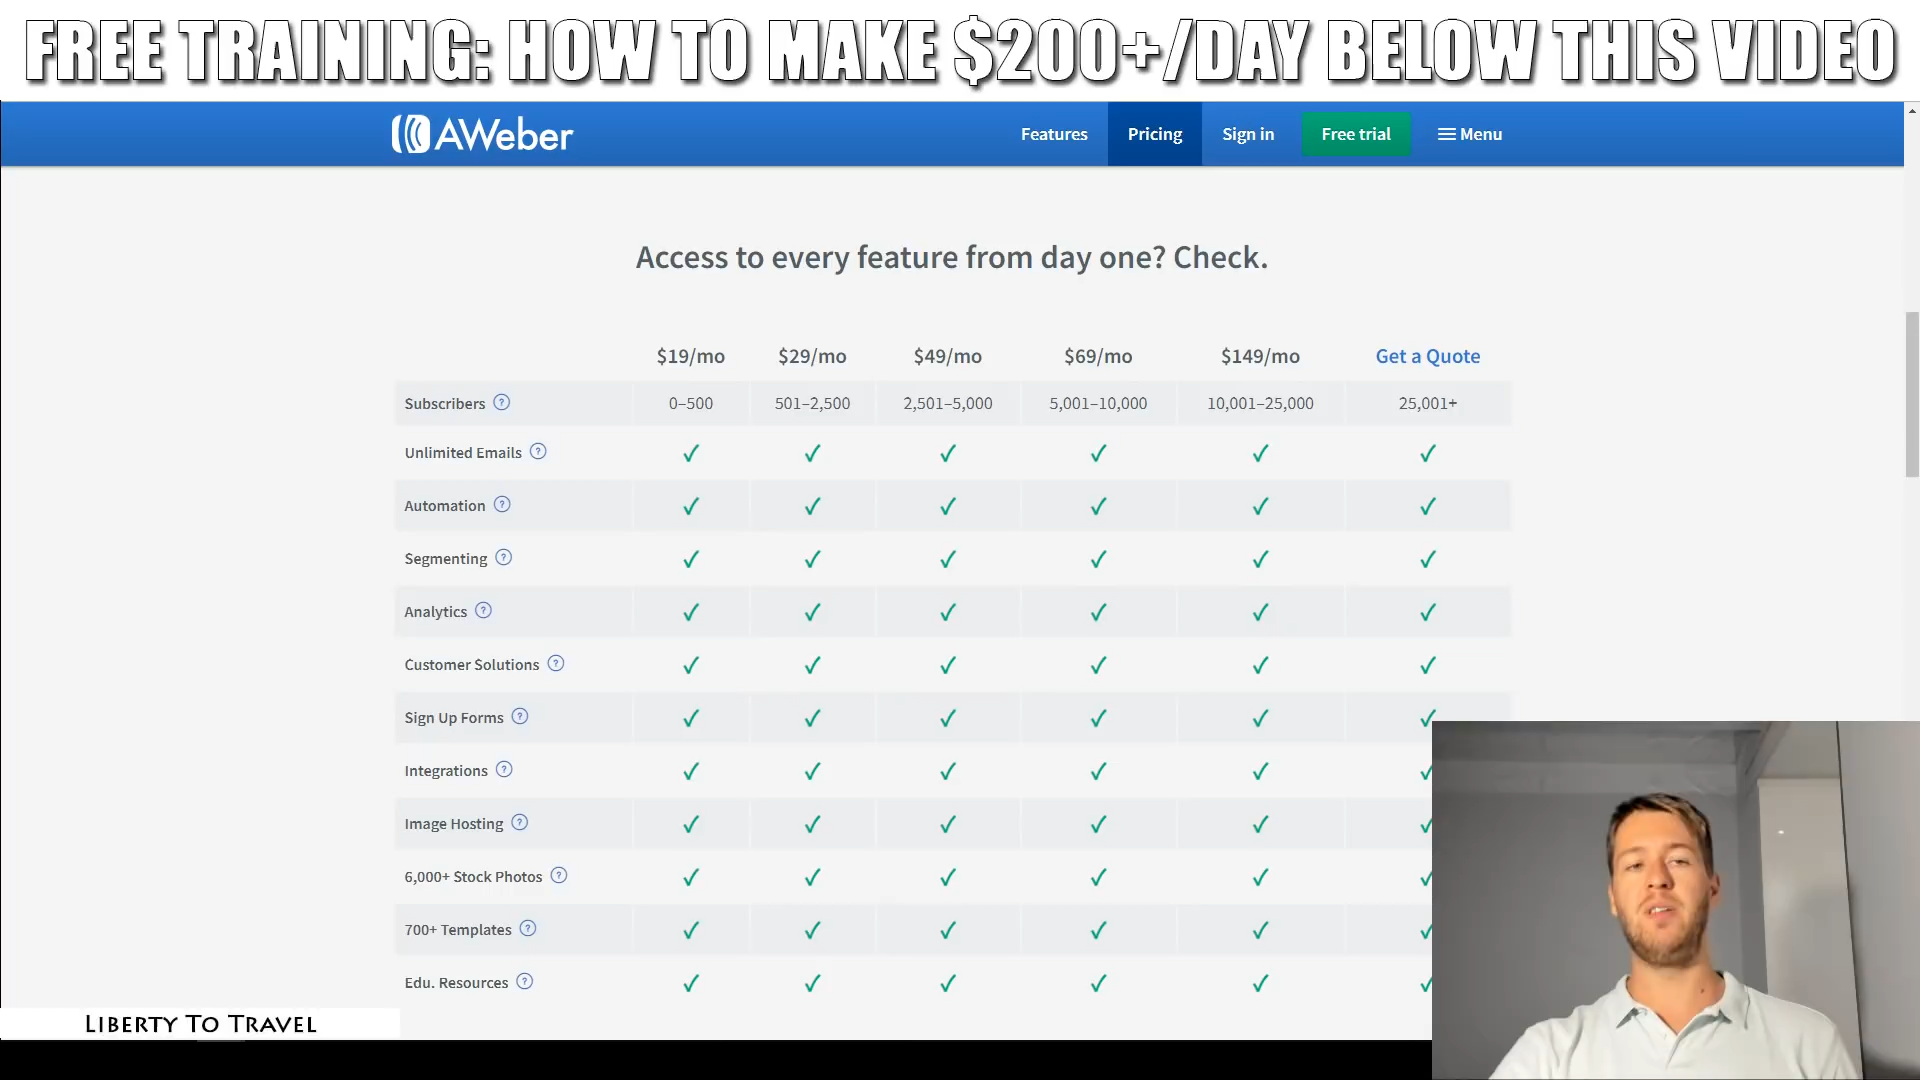 FREE TRAINING: HOW TO MAKE $200+/DAY BELOW THIS VIDEO
AWeber Features Pricing Sign in Free trial Menu
Access to every feature from day one? Check.
$19/mo $29/mo $49/mo $69/mo $149/mo Get a Quote
Subscribers ? 0–500 501–2,500 2,501–5,000 5,001–10,000 10,001–25,000 25,001+
Unlimited Emails ?
Automation ?
Segmenting ?
Analytics ?
Customer Solutions ?
Sign Up Forms ?
Integrations ?
Image Hosting ?
6,000+ Stock Photos ?
700+ Templates ?
Edu. Resources ?
LIBERTY TO TRAVEL